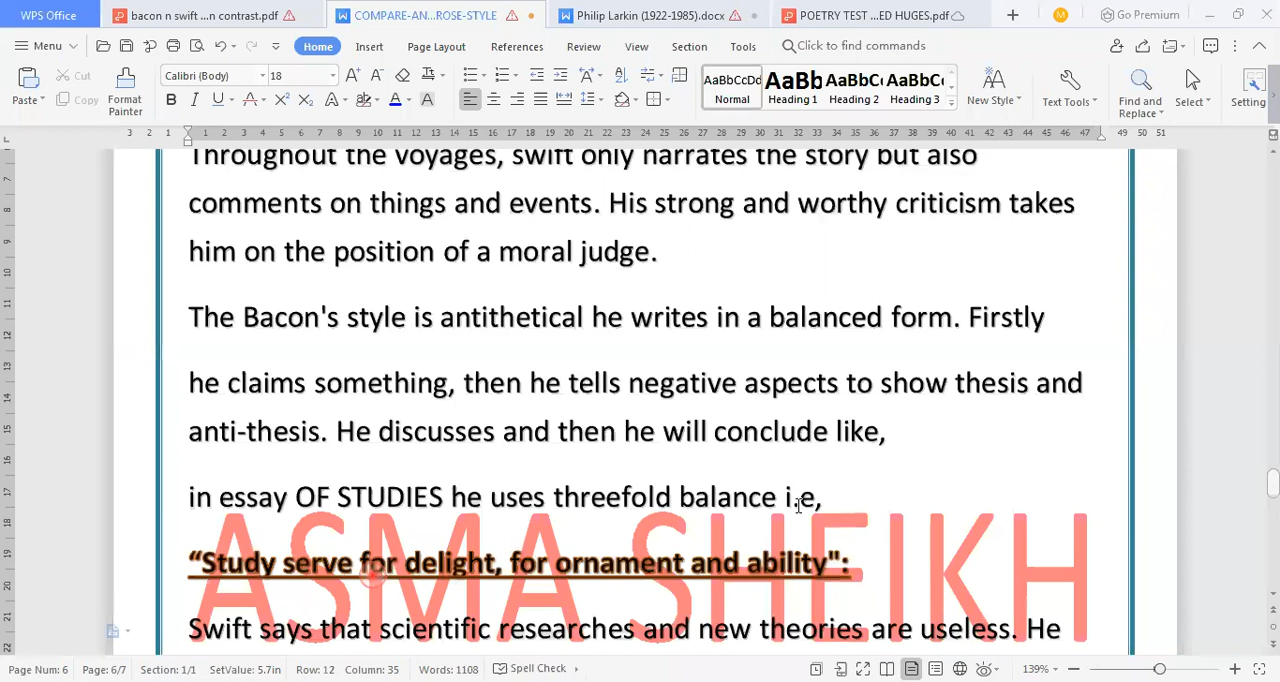 WPS Office
bacon n swift ...n contrast.pdf
COMPARE-AN...ROSE-STYLE
Philip Larkin (1922-1985).docx
POETRY TEST ...ED HUGES.pdf
Go Premium
Menu
Home
Insert
Page Layout
References
Review
View
Section
Tools
Click to find commands
Paste
Cut
Copy
Format
Painter
Calibri (Body)
18
AaBbCcDd
Normal
AaBb
Heading 1
AaBbC
Heading 2
AaBbC
Heading 3
New Style
Text Tools
Find and
Replace
Select
Setting
Throughout the voyages, swift only narrates the story but also
comments on things and events. His strong and worthy criticism takes
him on the position of a moral judge.
The Bacon's style is antithetical he writes in a balanced form. Firstly
he claims something, then he tells negative aspects to show thesis and
anti-thesis. He discusses and then he will conclude like,
in essay OF STUDIES he uses threefold balance i.e,
“Study serve for delight, for ornament and ability":
ASMA SHEIKH
Swift says that scientific researches and new theories are useless. He
Page Num: 6
Page: 6/7
Section: 1/1
SetValue: 5.7in
Row: 12
Column: 35
Words: 1108
Spell Check
139%